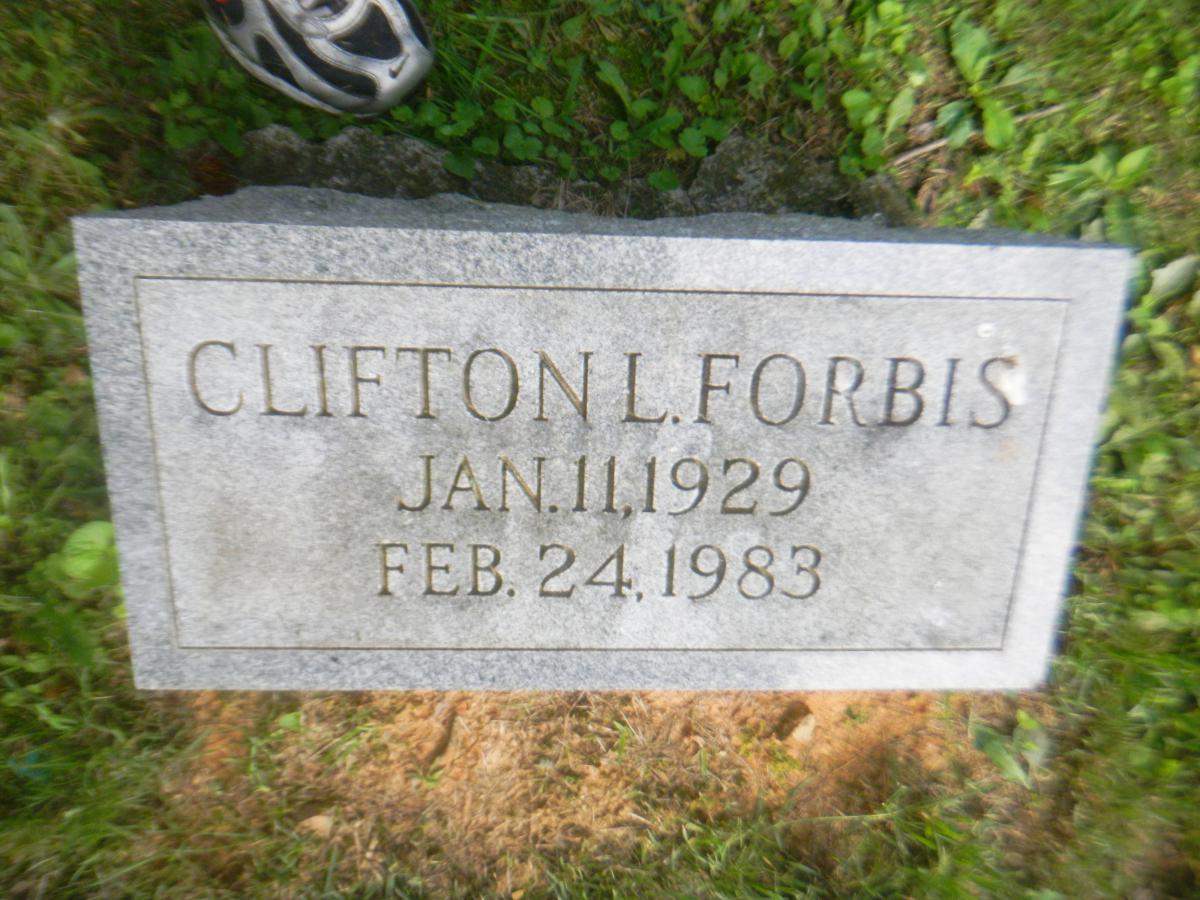 CLIFTON L. FORBIS
JAN. 11, 1929
FEB. 24, 1983